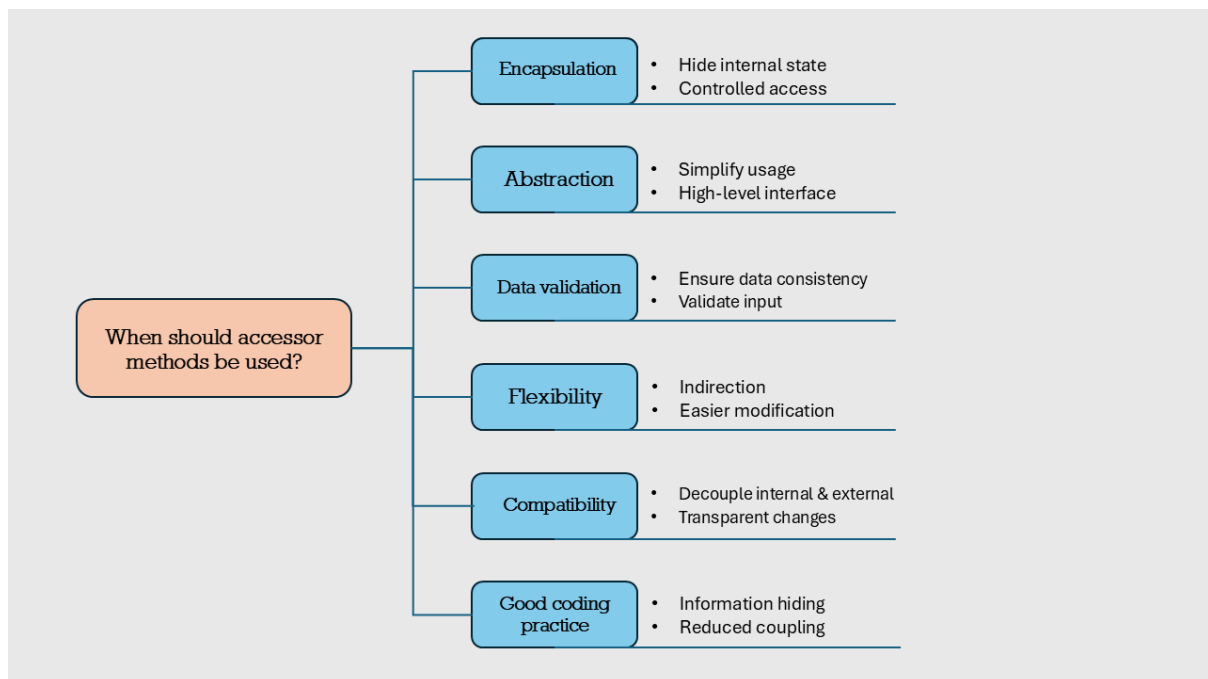 Encapsulation
• Hide internal state
• Controlled access
Abstraction
• Simplify usage
• High-level interface
Data validation
• Ensure data consistency
• Validate input
When should accessor
methods be used?
Flexibility
• Indirection
• Easier modification
Compatibility
• Decouple internal & external
• Transparent changes
Good coding
practice
• Information hiding
• Reduced coupling